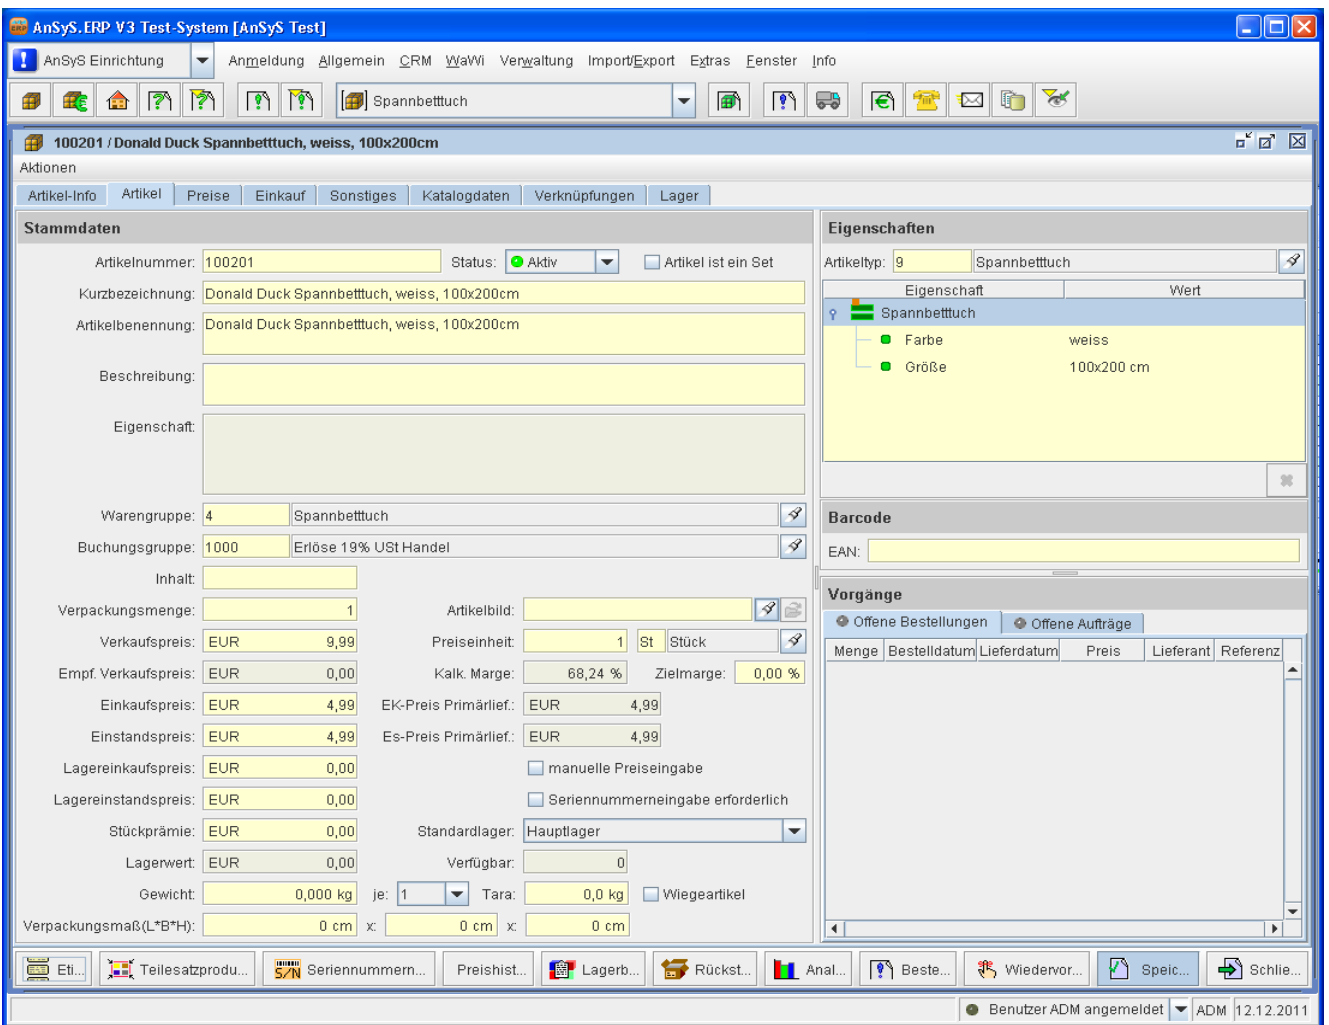 AnSyS.ERP V3 Test-System [AnSyS Test]
AnSyS Einrichtung Anmeldung Allgemein CRM WaWi Verwaltung Import/Export Extras Fenster Info
Spannbetttuch
100201 / Donald Duck Spannbetttuch, weiss, 100x200cm
Aktionen
Artikel-Info Artikel Preise Einkauf Sonstiges Katalogdaten Verknüpfungen Lager
Stammdaten
Artikelnummer: 100201 Status: Aktiv Artikel ist ein Set
Kurzbezeichnung: Donald Duck Spannbetttuch, weiss, 100x200cm
Artikelbenennung: Donald Duck Spannbetttuch, weiss, 100x200cm
Beschreibung:
Eigenschaft:
Warengruppe: 4 Spannbetttuch
Buchungsgruppe: 1000 Erlöse 19% USt Handel
Inhalt:
Verpackungsmenge: 1 Artikelbild:
Verkaufspreis: EUR 9,99 Preiseinheit: 1 St Stück
Empf. Verkaufspreis: EUR 0,00 Kalk. Marge: 68,24 % Zielmarge: 0,00 %
Einkaufspreis: EUR 4,99 EK-Preis Primärlief.: EUR 4,99
Einstandspreis: EUR 4,99 Es-Preis Primärlief.: EUR 4,99
Lagereinkaufspreis: EUR 0,00 manuelle Preiseingabe
Lagereinstandspreis: EUR 0,00 Seriennummerneingabe erforderlich
Stückprämie: EUR 0,00 Standardlager: Hauptlager
Lagerwert: EUR 0,00 Verfügbar: 0
Gewicht: 0,000 kg je: 1 Tara: 0,0 kg Wiegeartikel
Verpackungsmaß(L*B*H): 0 cm x: 0 cm x: 0 cm
Eigenschaften
Artikeltyp: 9 Spannbetttuch
Eigenschaft Wert
Spannbetttuch
Farbe weiss
Größe 100x200 cm
Barcode
EAN:
Vorgänge
Offene Bestellungen Offene Aufträge
Menge Bestelldatum Lieferdatum Preis Lieferant Referenz
Eti... Teilesatzprodu... S/N Seriennummern... Preishist... Lagerb... Rückst... Anal... Beste... Wiedervor... Speic... Schlie...
Benutzer ADM angemeldet ADM 12.12.2011